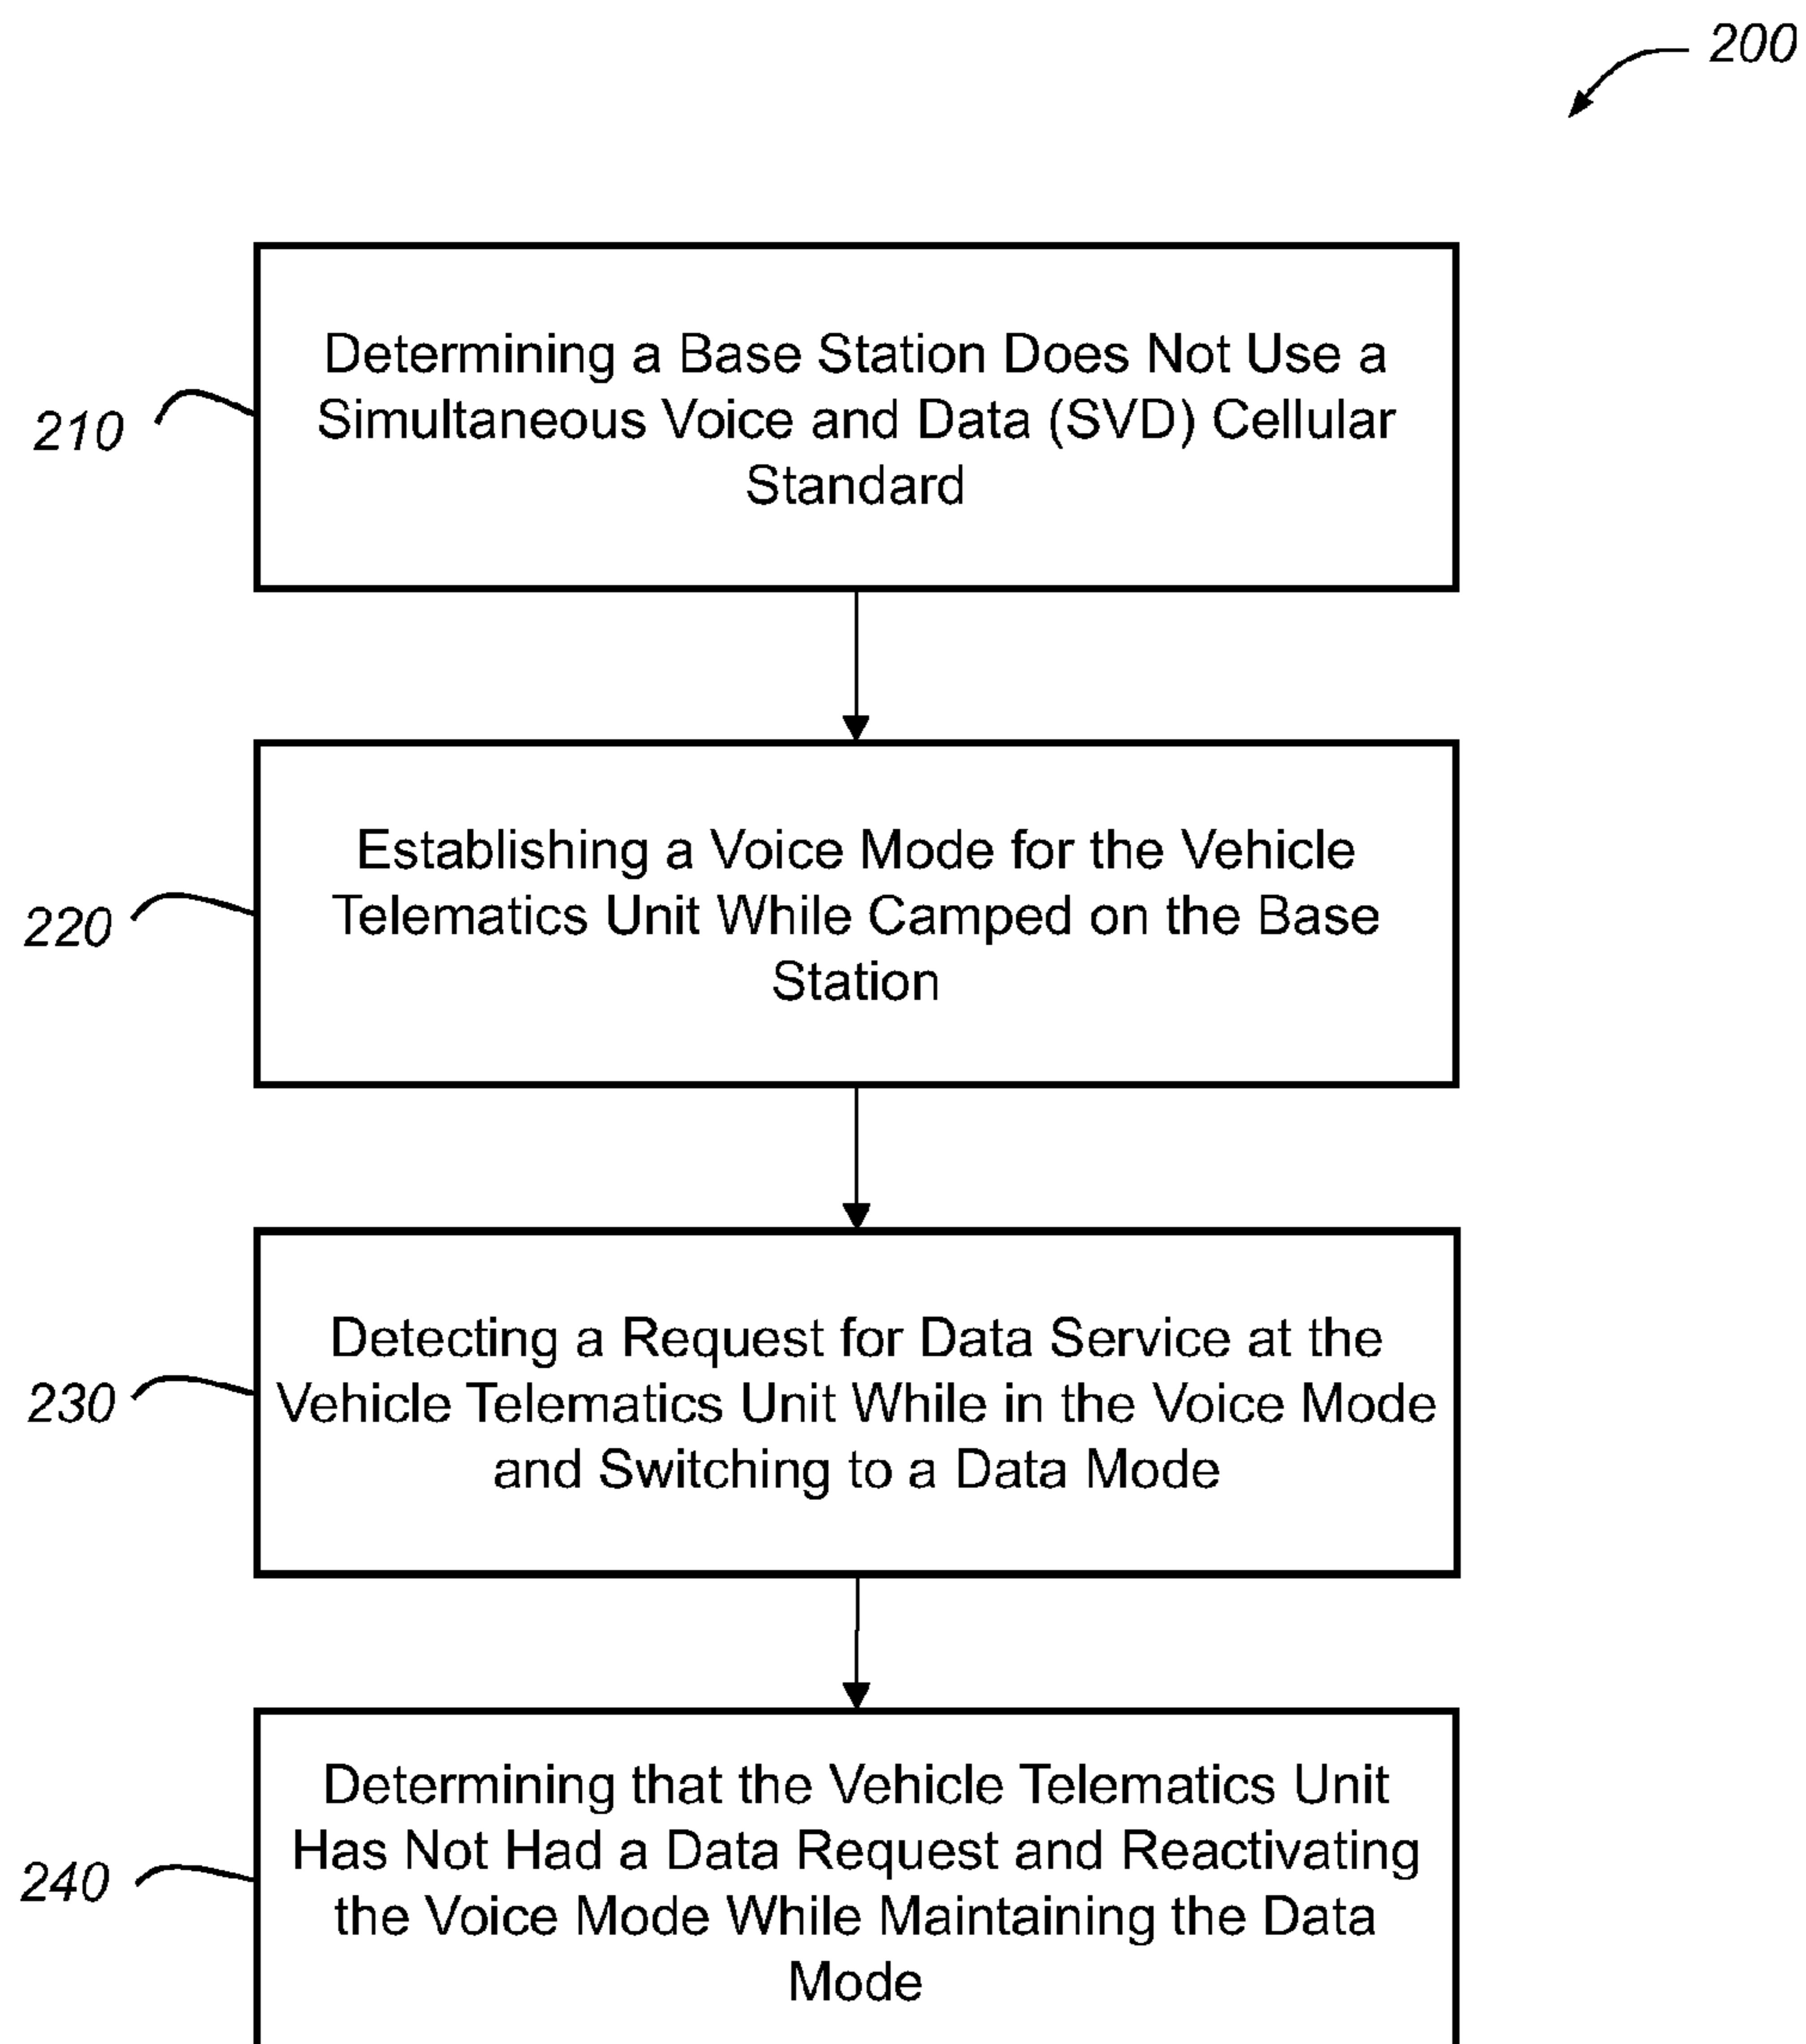 200
Determining a Base Station Does Not Use a
Simultaneous Voice and Data (SVD) Cellular
Standard
210
Establishing a Voice Mode for the Vehicle
Telematics Unit While Camped on the Base
Station
220
Detecting a Request for Data Service at the
Vehicle Telematics Unit While in the Voice Mode
and Switching to a Data Mode
230
Determining that the Vehicle Telematics Unit
Has Not Had a Data Request and Reactivating
the Voice Mode While Maintaining the Data
Mode
240